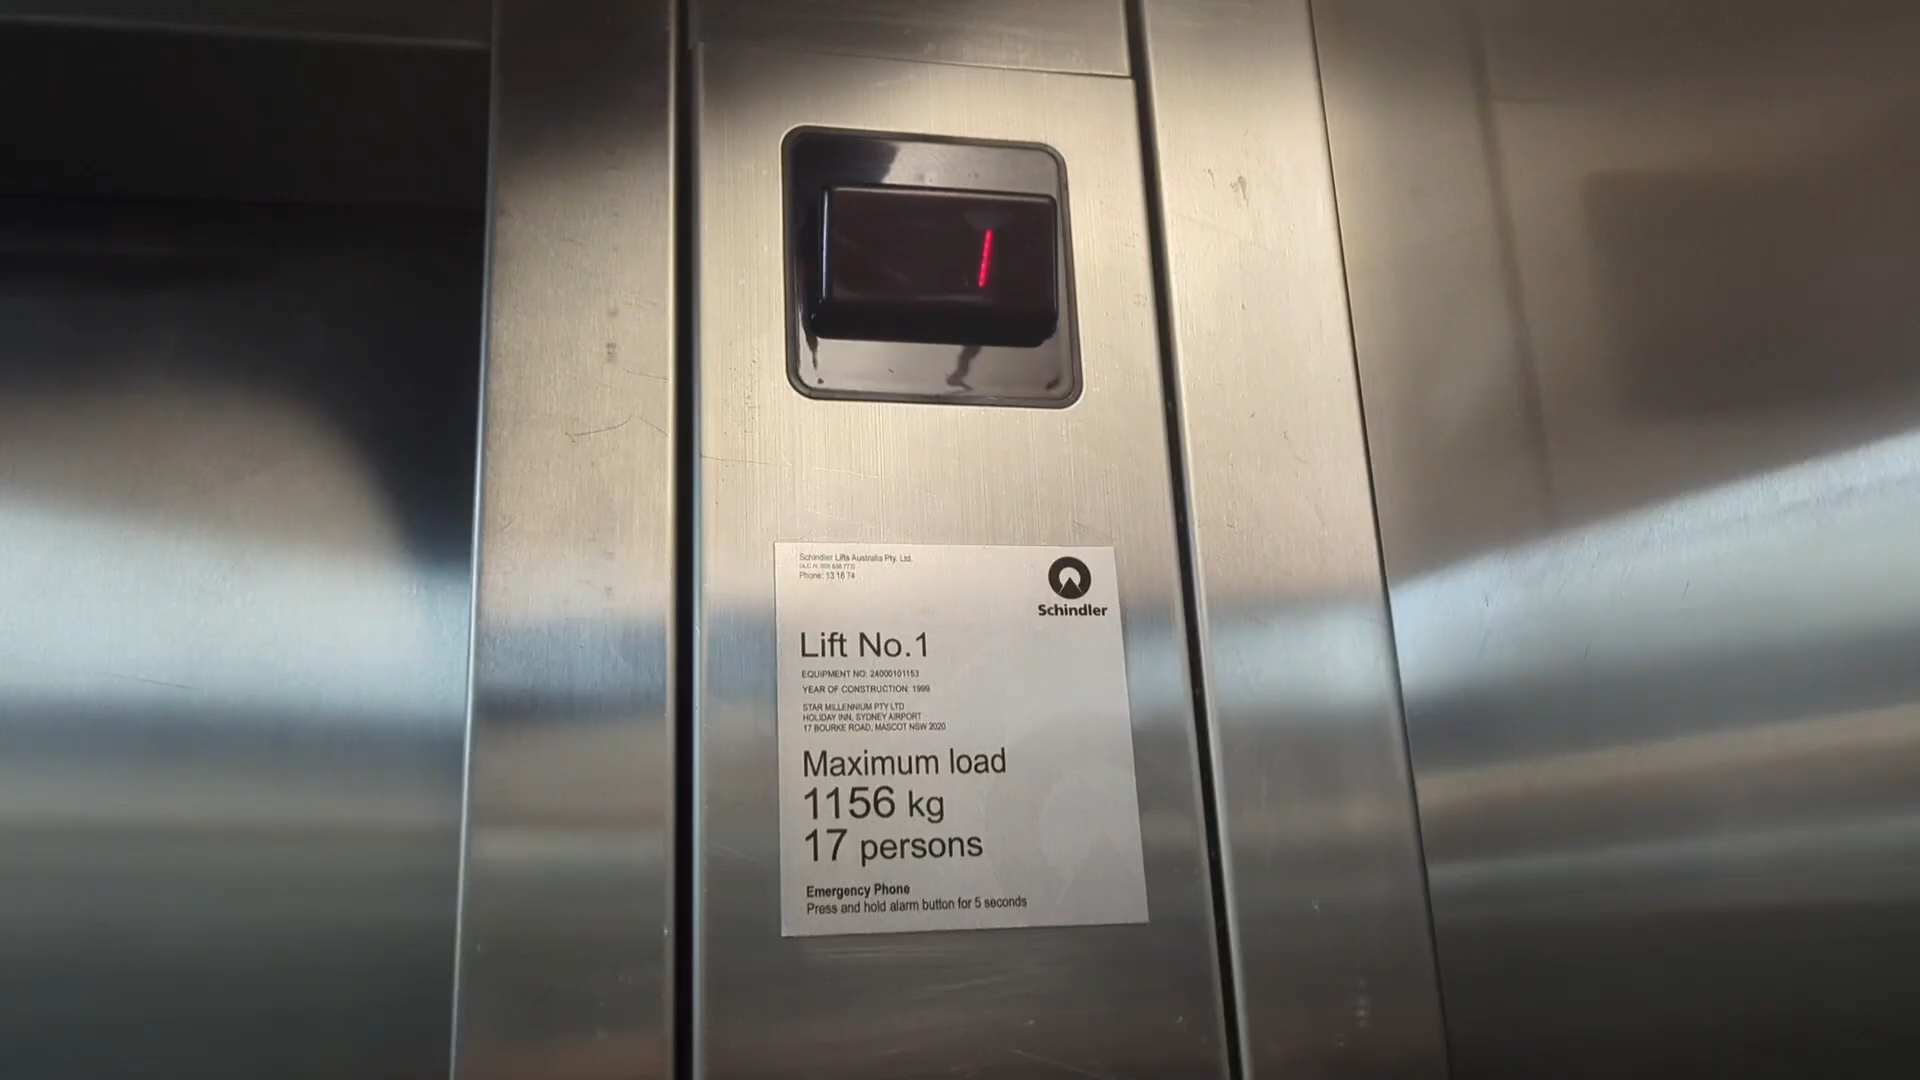 1
Schindler Lifts Australia Pty. Ltd.
Phone: 13 18 74
Schindler
Lift No.1
EQUIPMENT NO: 24000101153
YEAR OF CONSTRUCTION: 1999
STAR MILLENNIUM PTY LTD
HOLIDAY INN, SYDNEY AIRPORT
17 BOURKE ROAD, MASCOT NSW 2020
Maximum load
1156 kg
17 persons
Emergency Phone
Press and hold alarm button for 5 seconds